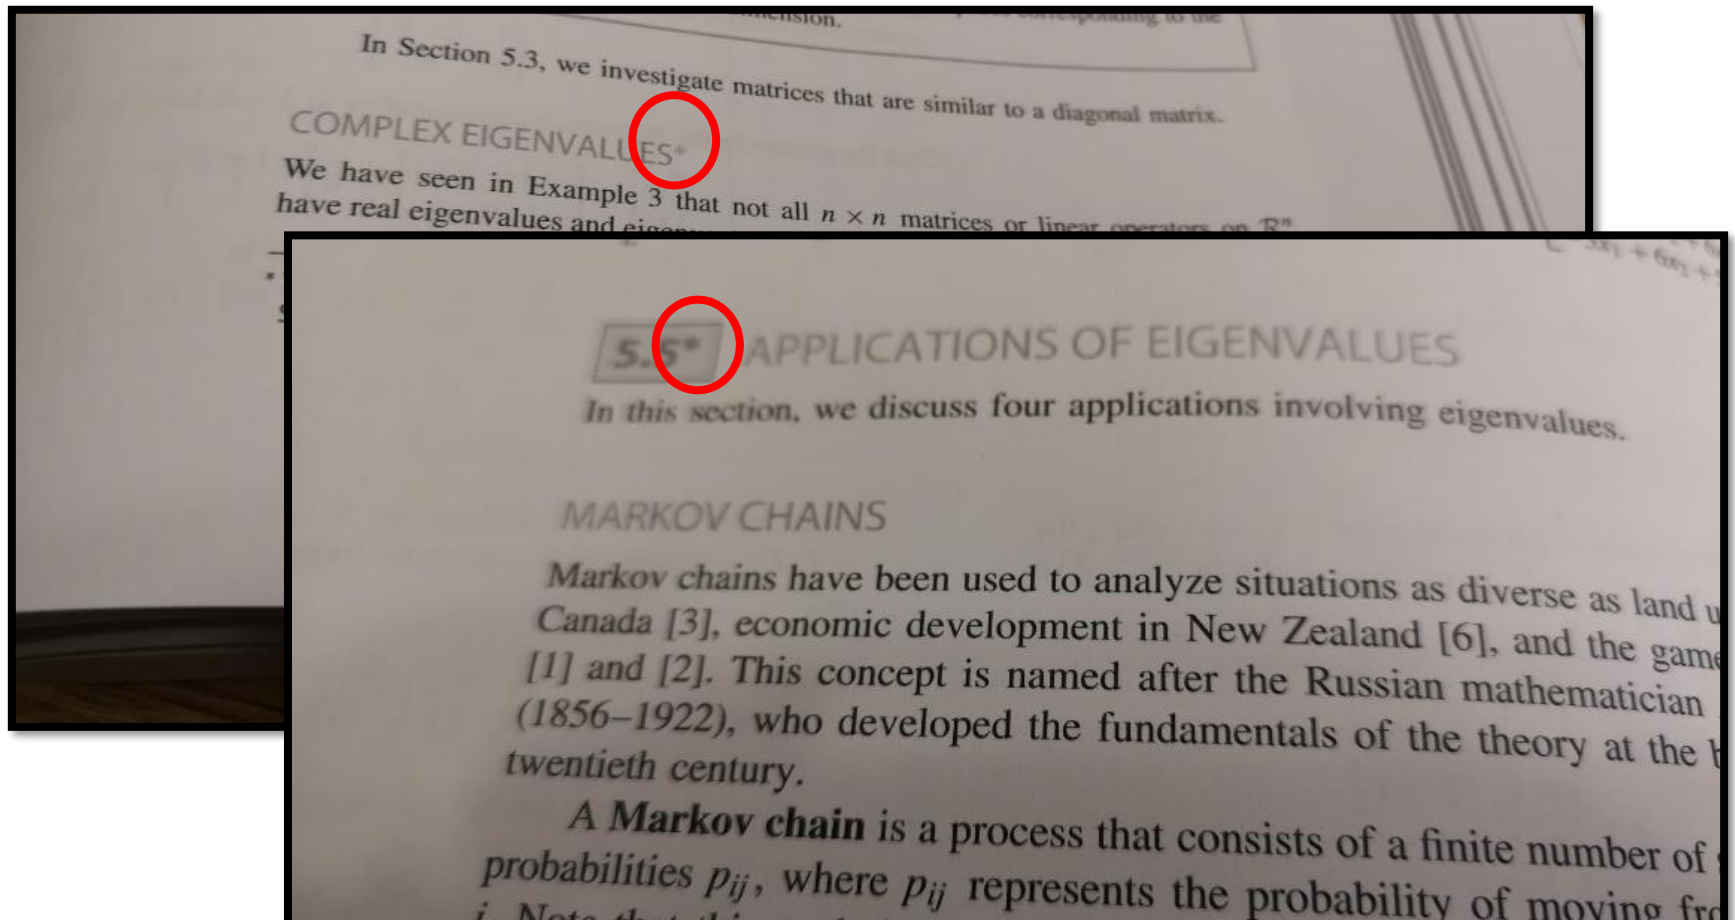 In Section 5.3, we investigate matrices that are similar to a diagonal matrix.
COMPLEX EIGENVALUES*
We have seen in Example 3 that not all n × n matrices or linear operators on Rⁿ
have real eigenvalues and
*
5.5* APPLICATIONS OF EIGENVALUES
In this section, we discuss four applications involving eigenvalues.
MARKOV CHAINS
Markov chains have been used to analyze situations as diverse as land
Canada [3], economic development in New Zealand [6], and the game
[1] and [2]. This concept is named after the Russian mathematician
(1856–1922), who developed the fundamentals of the theory at the
twentieth century.
A Markov chain is a process that consists of a finite number of
probabilities pᵢⱼ, where pᵢⱼ represents the probability of moving